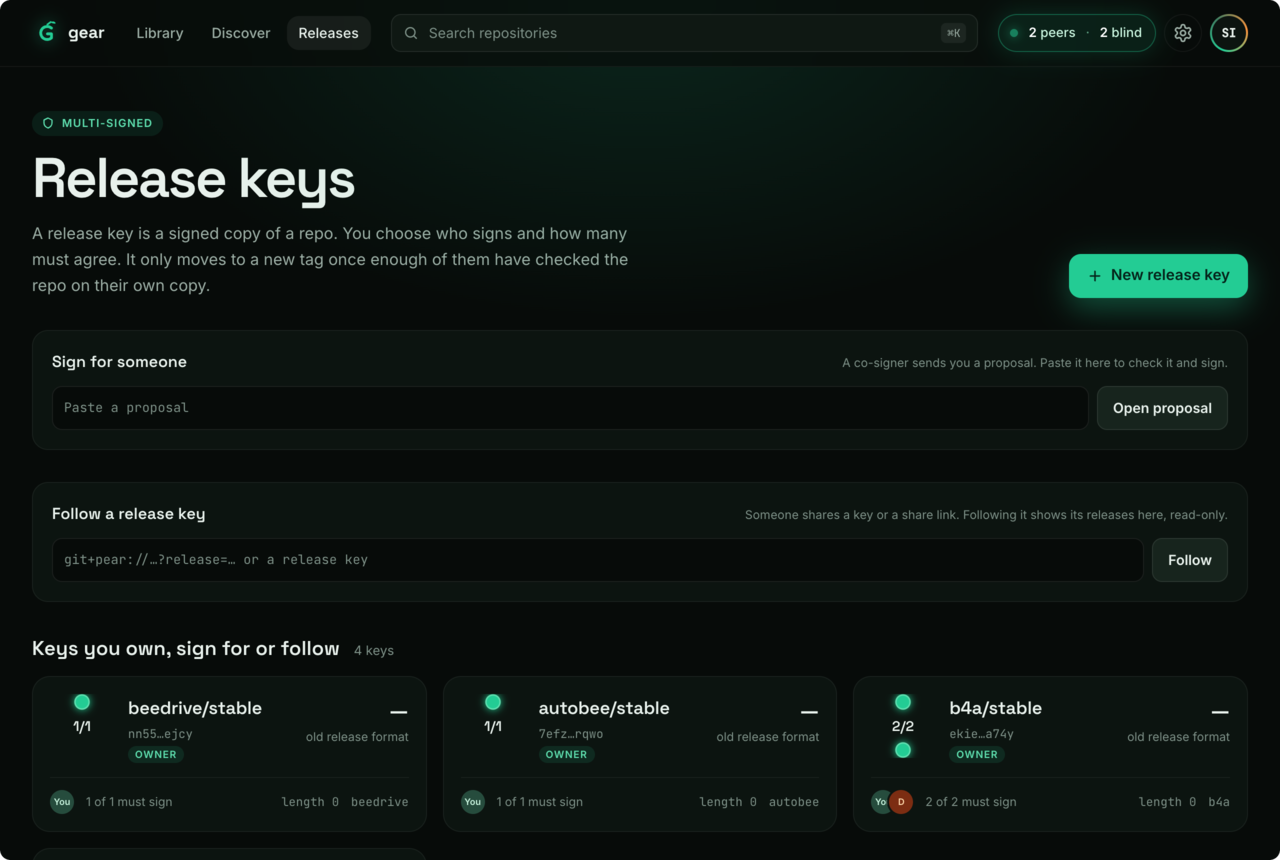 gear
Library
Discover
Releases
Search repositories
⌘K
2 peers · 2 blind
SI
MULTI-SIGNED
Release keys
A release key is a signed copy of a repo. You choose who signs and how many
must agree. It only moves to a new tag once enough of them have checked the
repo on their own copy.
+ New release key
Sign for someone
A co-signer sends you a proposal. Paste it here to check it and sign.
Paste a proposal
Open proposal
Follow a release key
Someone shares a key or a share link. Following it shows its releases here, read-only.
git+pear://…?release=… or a release key
Follow
Keys you own, sign for or follow
4 keys
1/1
beedrive/stable
—
nn55…ejcy
old release format
OWNER
You
1 of 1 must sign
length 0
beedrive
1/1
autobee/stable
—
7efz…rqwo
old release format
OWNER
You
1 of 1 must sign
length 0
autobee
2/2
b4a/stable
—
ekie…a74y
old release format
OWNER
Yo
D
2 of 2 must sign
length 0
b4a